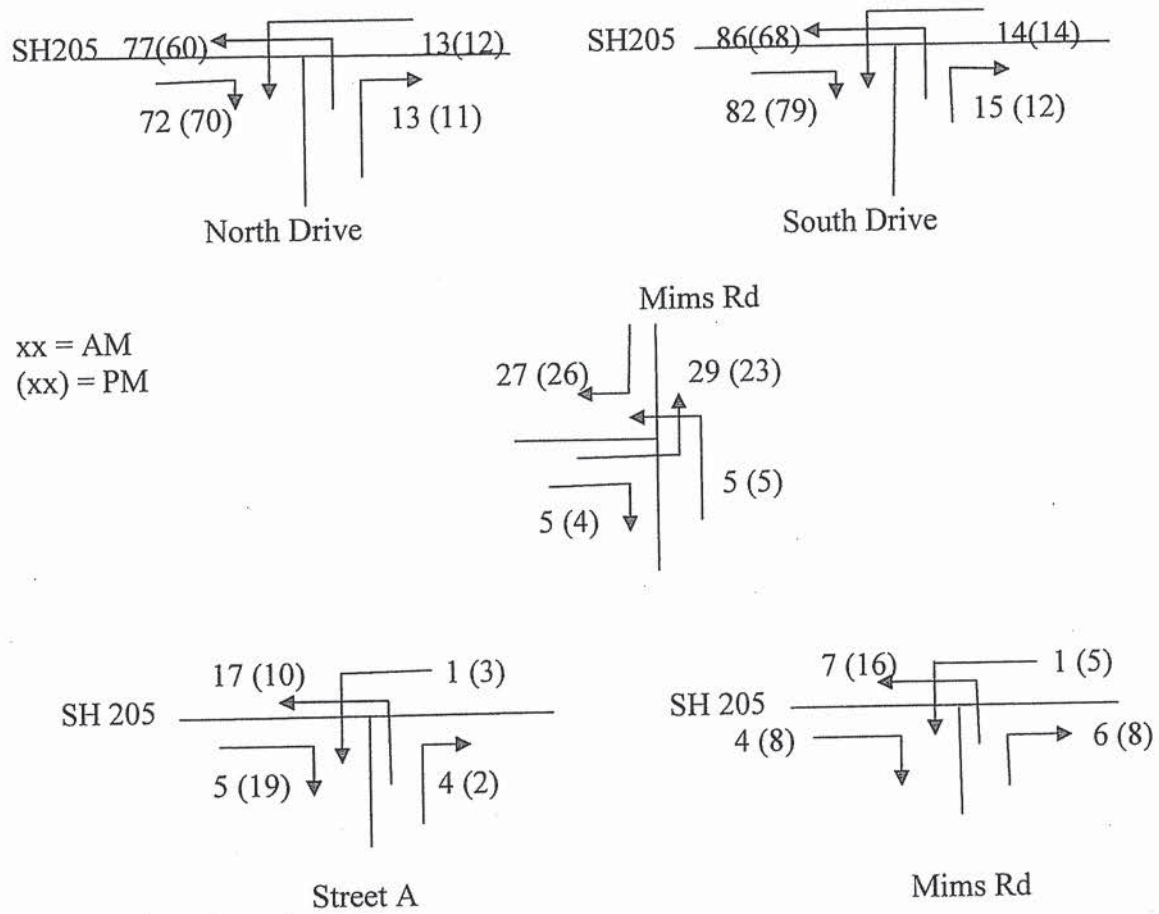 SH205 77(60) 13(12)
72 (70) 13 (11)
North Drive
SH205 86(68) 14(14)
82 (79) 15 (12)
South Drive
xx = AM
(xx) = PM
Mims Rd
27 (26) 29 (23)
5 (5)
5 (4)
SH 205 17 (10) 1 (3)
5 (19) 4 (2)
Street A
SH 205 7 (16) 1 (5)
4 (8) 6 (8)
Mims Rd